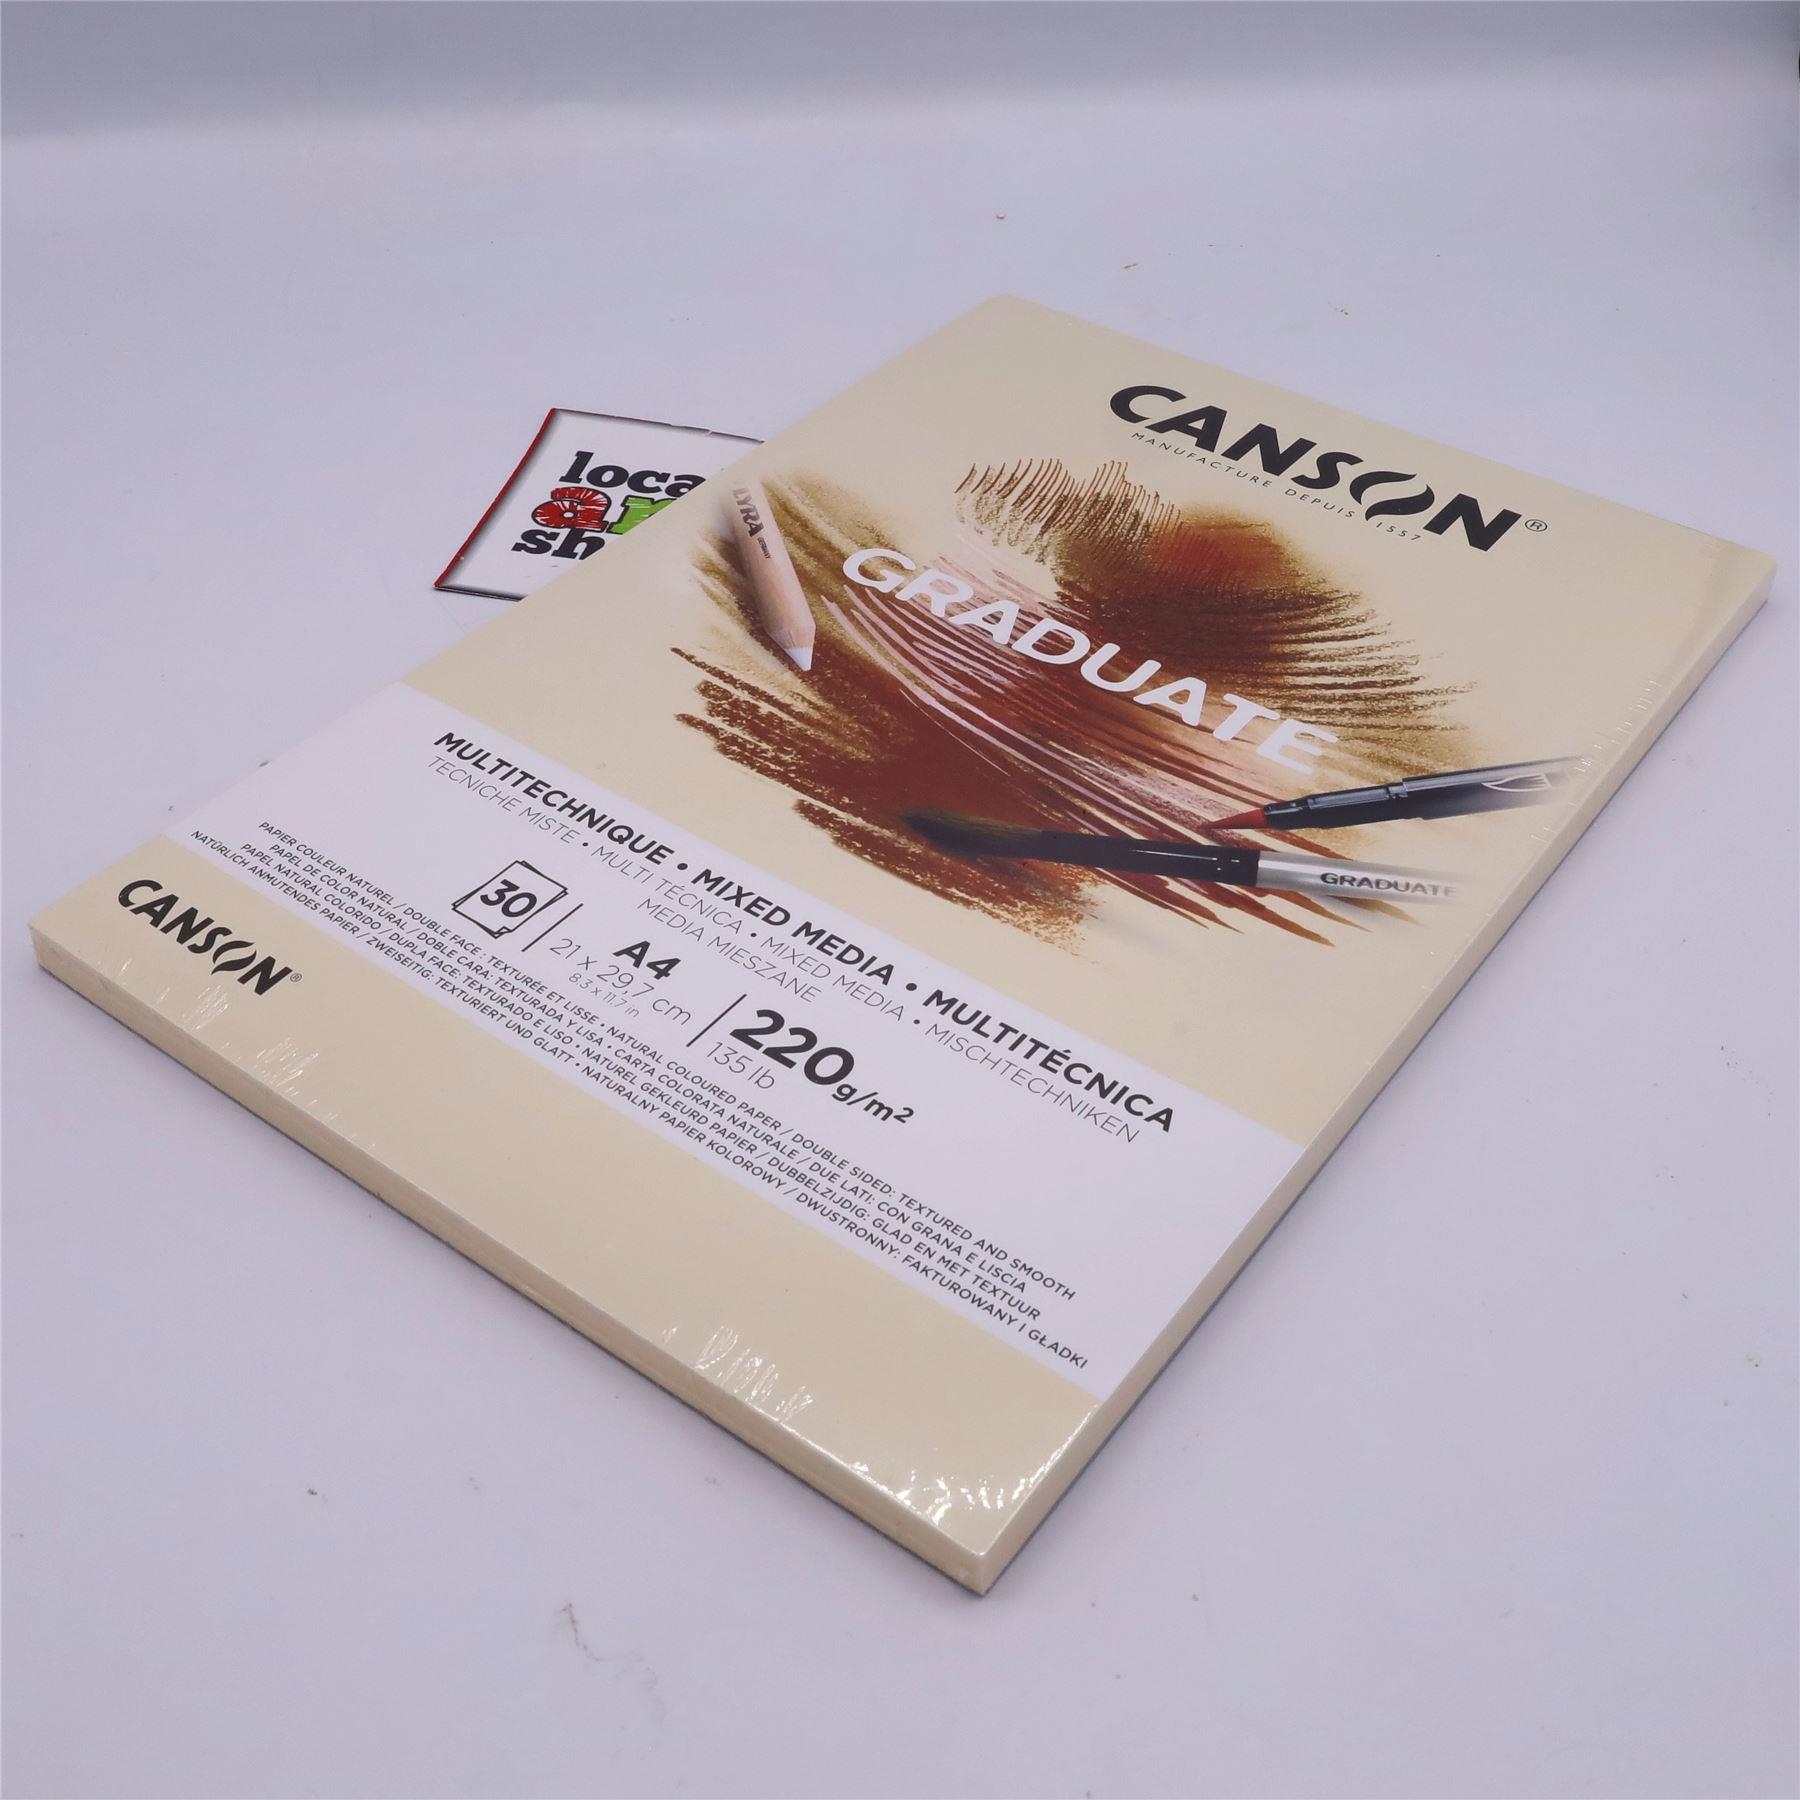 CANSON®
MANUFACTURE DEPUIS 1557
GRADUATE
LYRA
GERMANY
GRADUATE
MULTITECHNIQUE • MIXED MEDIA • MULTITÉCNICA
TECNICHE MISTE • MULTI TÉCNICA • MIXED MEDIA • MISCHTECHNIKEN
MEDIA MIESZANE
30
A4
21 x 29,7 cm
8.3 x 11.7 in
220g/m²
135 lb
PAPIER COULEUR NATUREL / DOUBLE FACE : TEXTURÉE ET LISSE • NATURAL COLOURED PAPER / DOUBLE SIDED: TEXTURED AND SMOOTH
PAPEL DE COLOR NATURAL / DOBLE CARA: TEXTURADA Y LISA • CARTA COLORATA NATURALE / DUE LATI: CON GRANA E LISCIA
PAPEL NATURAL COLORIDO / DUPLA FACE: TEXTURADO E LISO • NATUREL GEKLEURD PAPIER / DUBBELZIJDIG: GLAD EN MET TEXTUUR
NATÜRLICH ANMUTENDES PAPIER / ZWEISEITIG: TEXTURIERT UND GLATT • NATURALNY PAPIER KOLOROWY / DWUSTRONNY: FAKTUROWANY I GŁADKI
CANSON®
loca
ar
sh